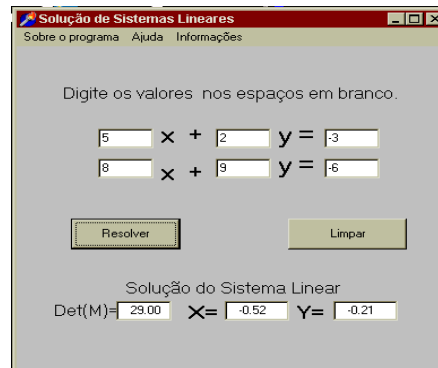 Solução de Sistemas Lineares
Sobre o programa Ajuda Informações
Digite os valores nos espaços em branco.
5 x + 2 y = -3
8 x + 9 y = -6
Resolver Limpar
Solução do Sistema Linear
Det(M)= 29.00 X= -0.52 Y= -0.21